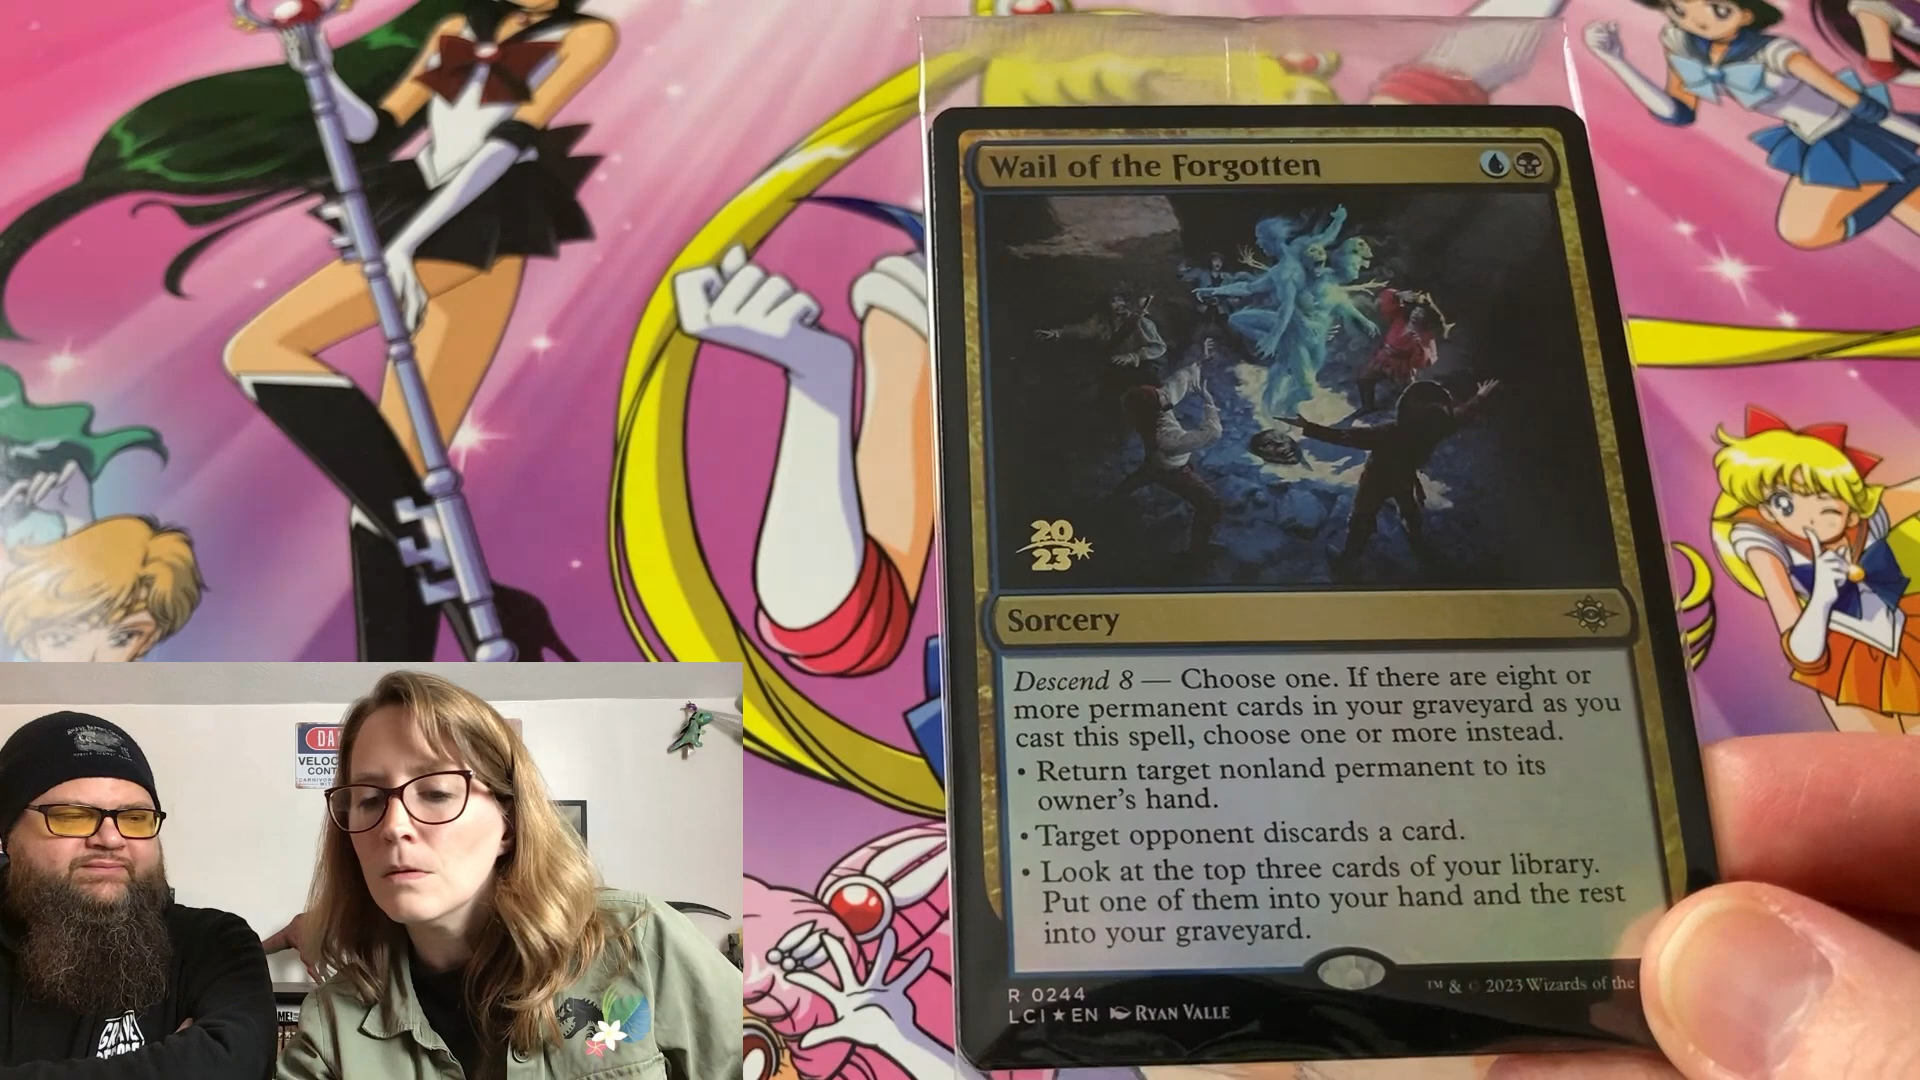 Wail of the Forgotten
20
23
Sorcery
Descend 8 — Choose one. If there are eight or
more permanent cards in your graveyard as you
cast this spell, choose one or more instead.
• Return target nonland permanent to its
owner's hand.
• Target opponent discards a card.
• Look at the top three cards of your library.
Put one of them into your hand and the rest
into your graveyard.
R 0244
LCI★EN RYAN VALLE
™ & © 2023 Wizards of the
DA
VELOC
CONT